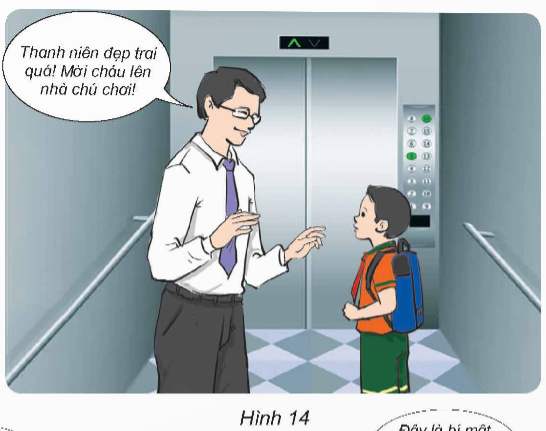 Thanh niên đẹp trai
quá! Mời cháu lên
nhà chú chơi!
Hình 14
Đây là bí mật